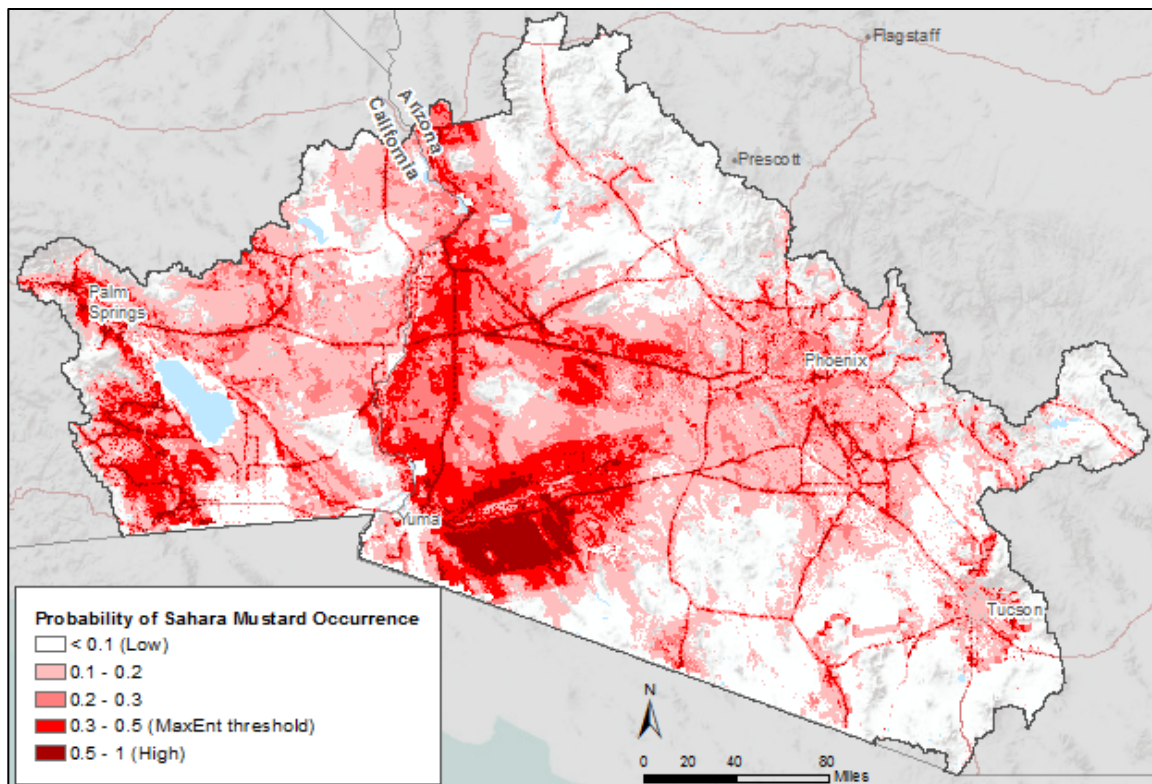 Flagstaff
Arizona
California
Prescott
Palm
Springs
Phoenix
Yuma
Tucson
Probability of Sahara Mustard Occurrence
< 0.1 (Low)
0.1 - 0.2
0.2 - 0.3
0.3 - 0.5 (MaxEnt threshold)
0.5 - 1 (High)
N
0 20 40 80
Miles